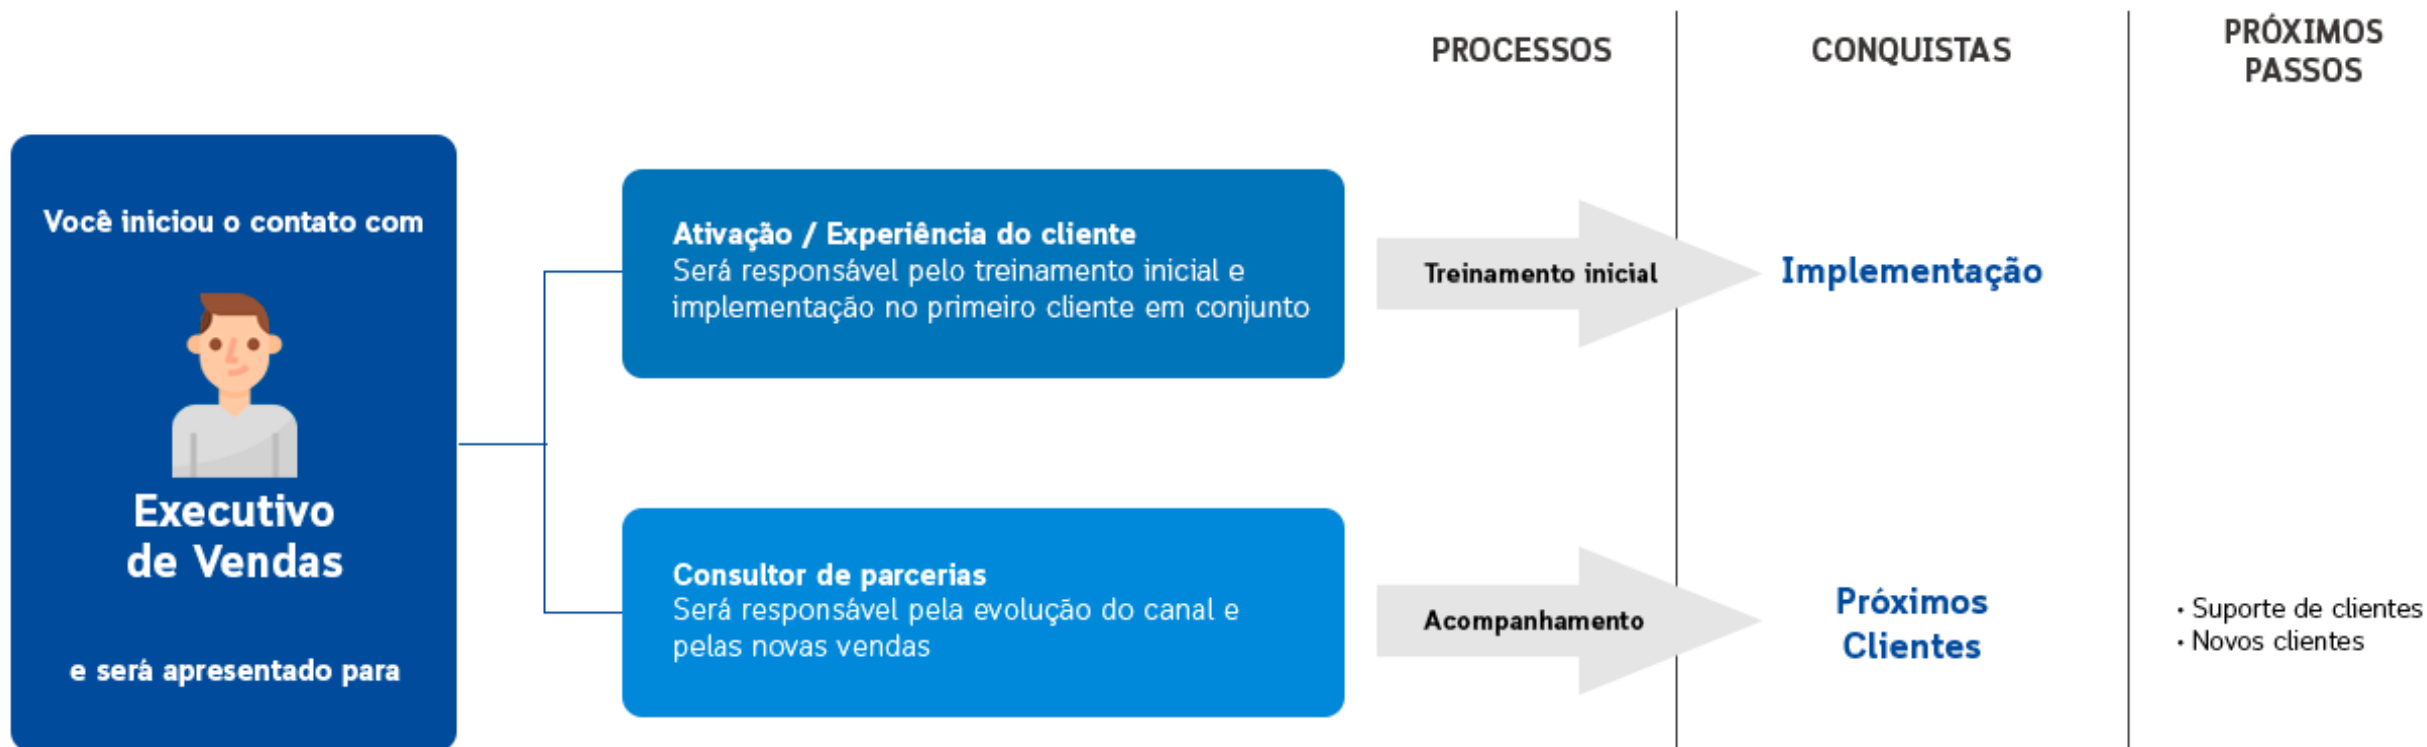 PROCESSOS
CONQUISTAS
PRÓXIMOS
PASSOS
Você iniciou o contato com
Executivo
de Vendas
e será apresentado para
Ativação / Experiência do cliente
Será responsável pelo treinamento inicial e
implementação no primeiro cliente em conjunto
Treinamento inicial
Implementação
Consultor de parcerias
Será responsável pela evolução do canal e
pelas novas vendas
Acompanhamento
Próximos
Clientes
• Suporte de clientes
• Novos clientes